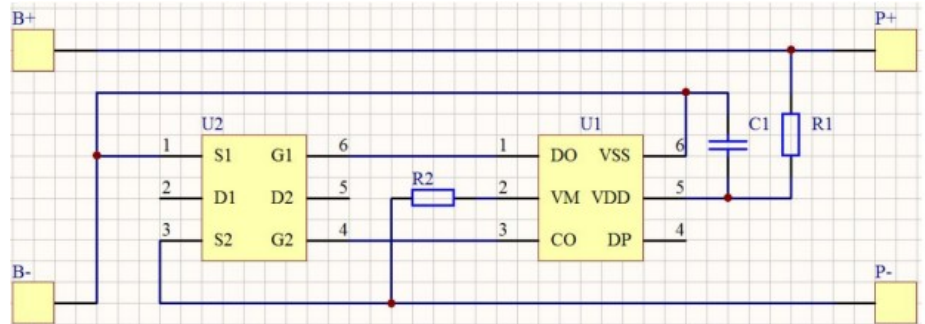 B+ P+
U2 U1 C1 R1
1 S1 G1 6 1 DO VSS 6
R2
2 D1 D2 5 2 VM VDD 5
3 S2 G2 4 3 CO DP 4
B- P-